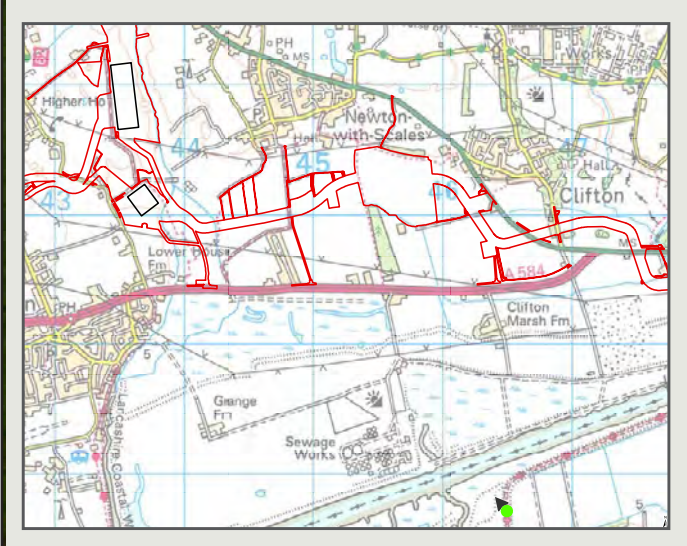 PH
MS
Works
PH
Higher Ho
Newton-
with-Scales
Hall
44
45
47
Hall
46
43
Clifton
Lower House
Fm
MS
A 584
PH
Clifton
Marsh Fm
5
Lancashire Coastal W
Grange
Fm
Sewage
Works
5